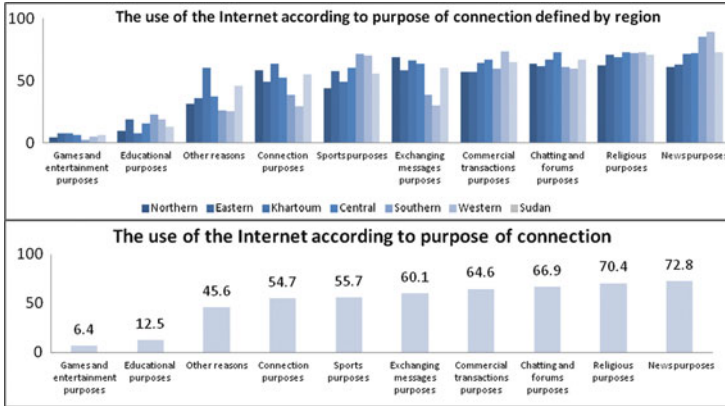 The use of the Internet according to purpose of connection defined by region
100
50
0
Games and entertainment purposes
Educational purposes
Other reasons
Connection purposes
Sports purposes
Exchanging messages purposes
Commercial transactions purposes
Chatting and forums purposes
Religious purposes
News purposes
Northern Eastern Khartoum Central Southern Western Sudan
The use of the Internet according to purpose of connection
100
50
0
6.4 12.5 45.6 54.7 55.7 60.1 64.6 66.9 70.4 72.8
Games and entertainment purposes
Educational purposes
Other reasons
Connection purposes
Sports purposes
Exchanging messages purposes
Commercial transactions purposes
Chatting and forums purposes
Religious purposes
News purposes